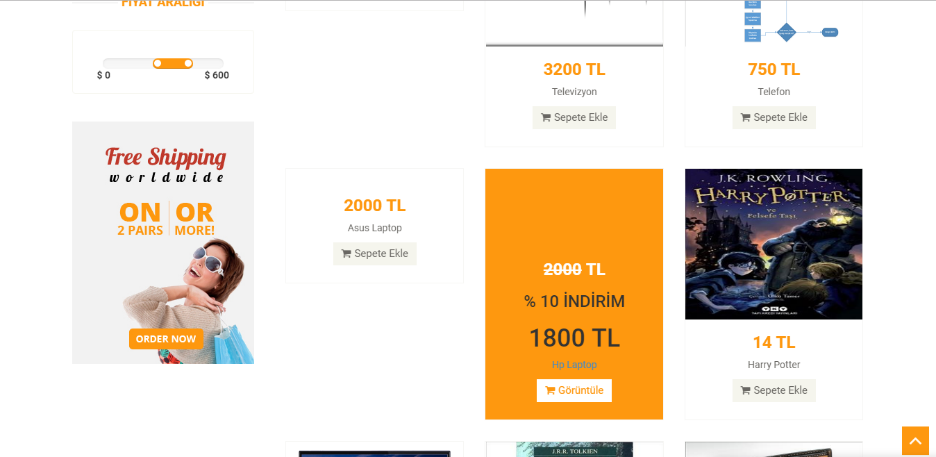 FİYAT ARALIĞI
$ 0
$ 600
Free Shipping
worldwide
ON OR
2 PAIRS MORE!
ORDER NOW
3200 TL
Televizyon
Sepete Ekle
750 TL
Telefon
Sepete Ekle
2000 TL
Asus Laptop
Sepete Ekle
2000 TL
% 10 İNDİRİM
1800 TL
Hp Laptop
Görüntüle
J.K. ROWLING
HARRY POTTER
ve
Felsefe Taşı
14 TL
Harry Potter
Sepete Ekle
J.R.R. TOLKIEN